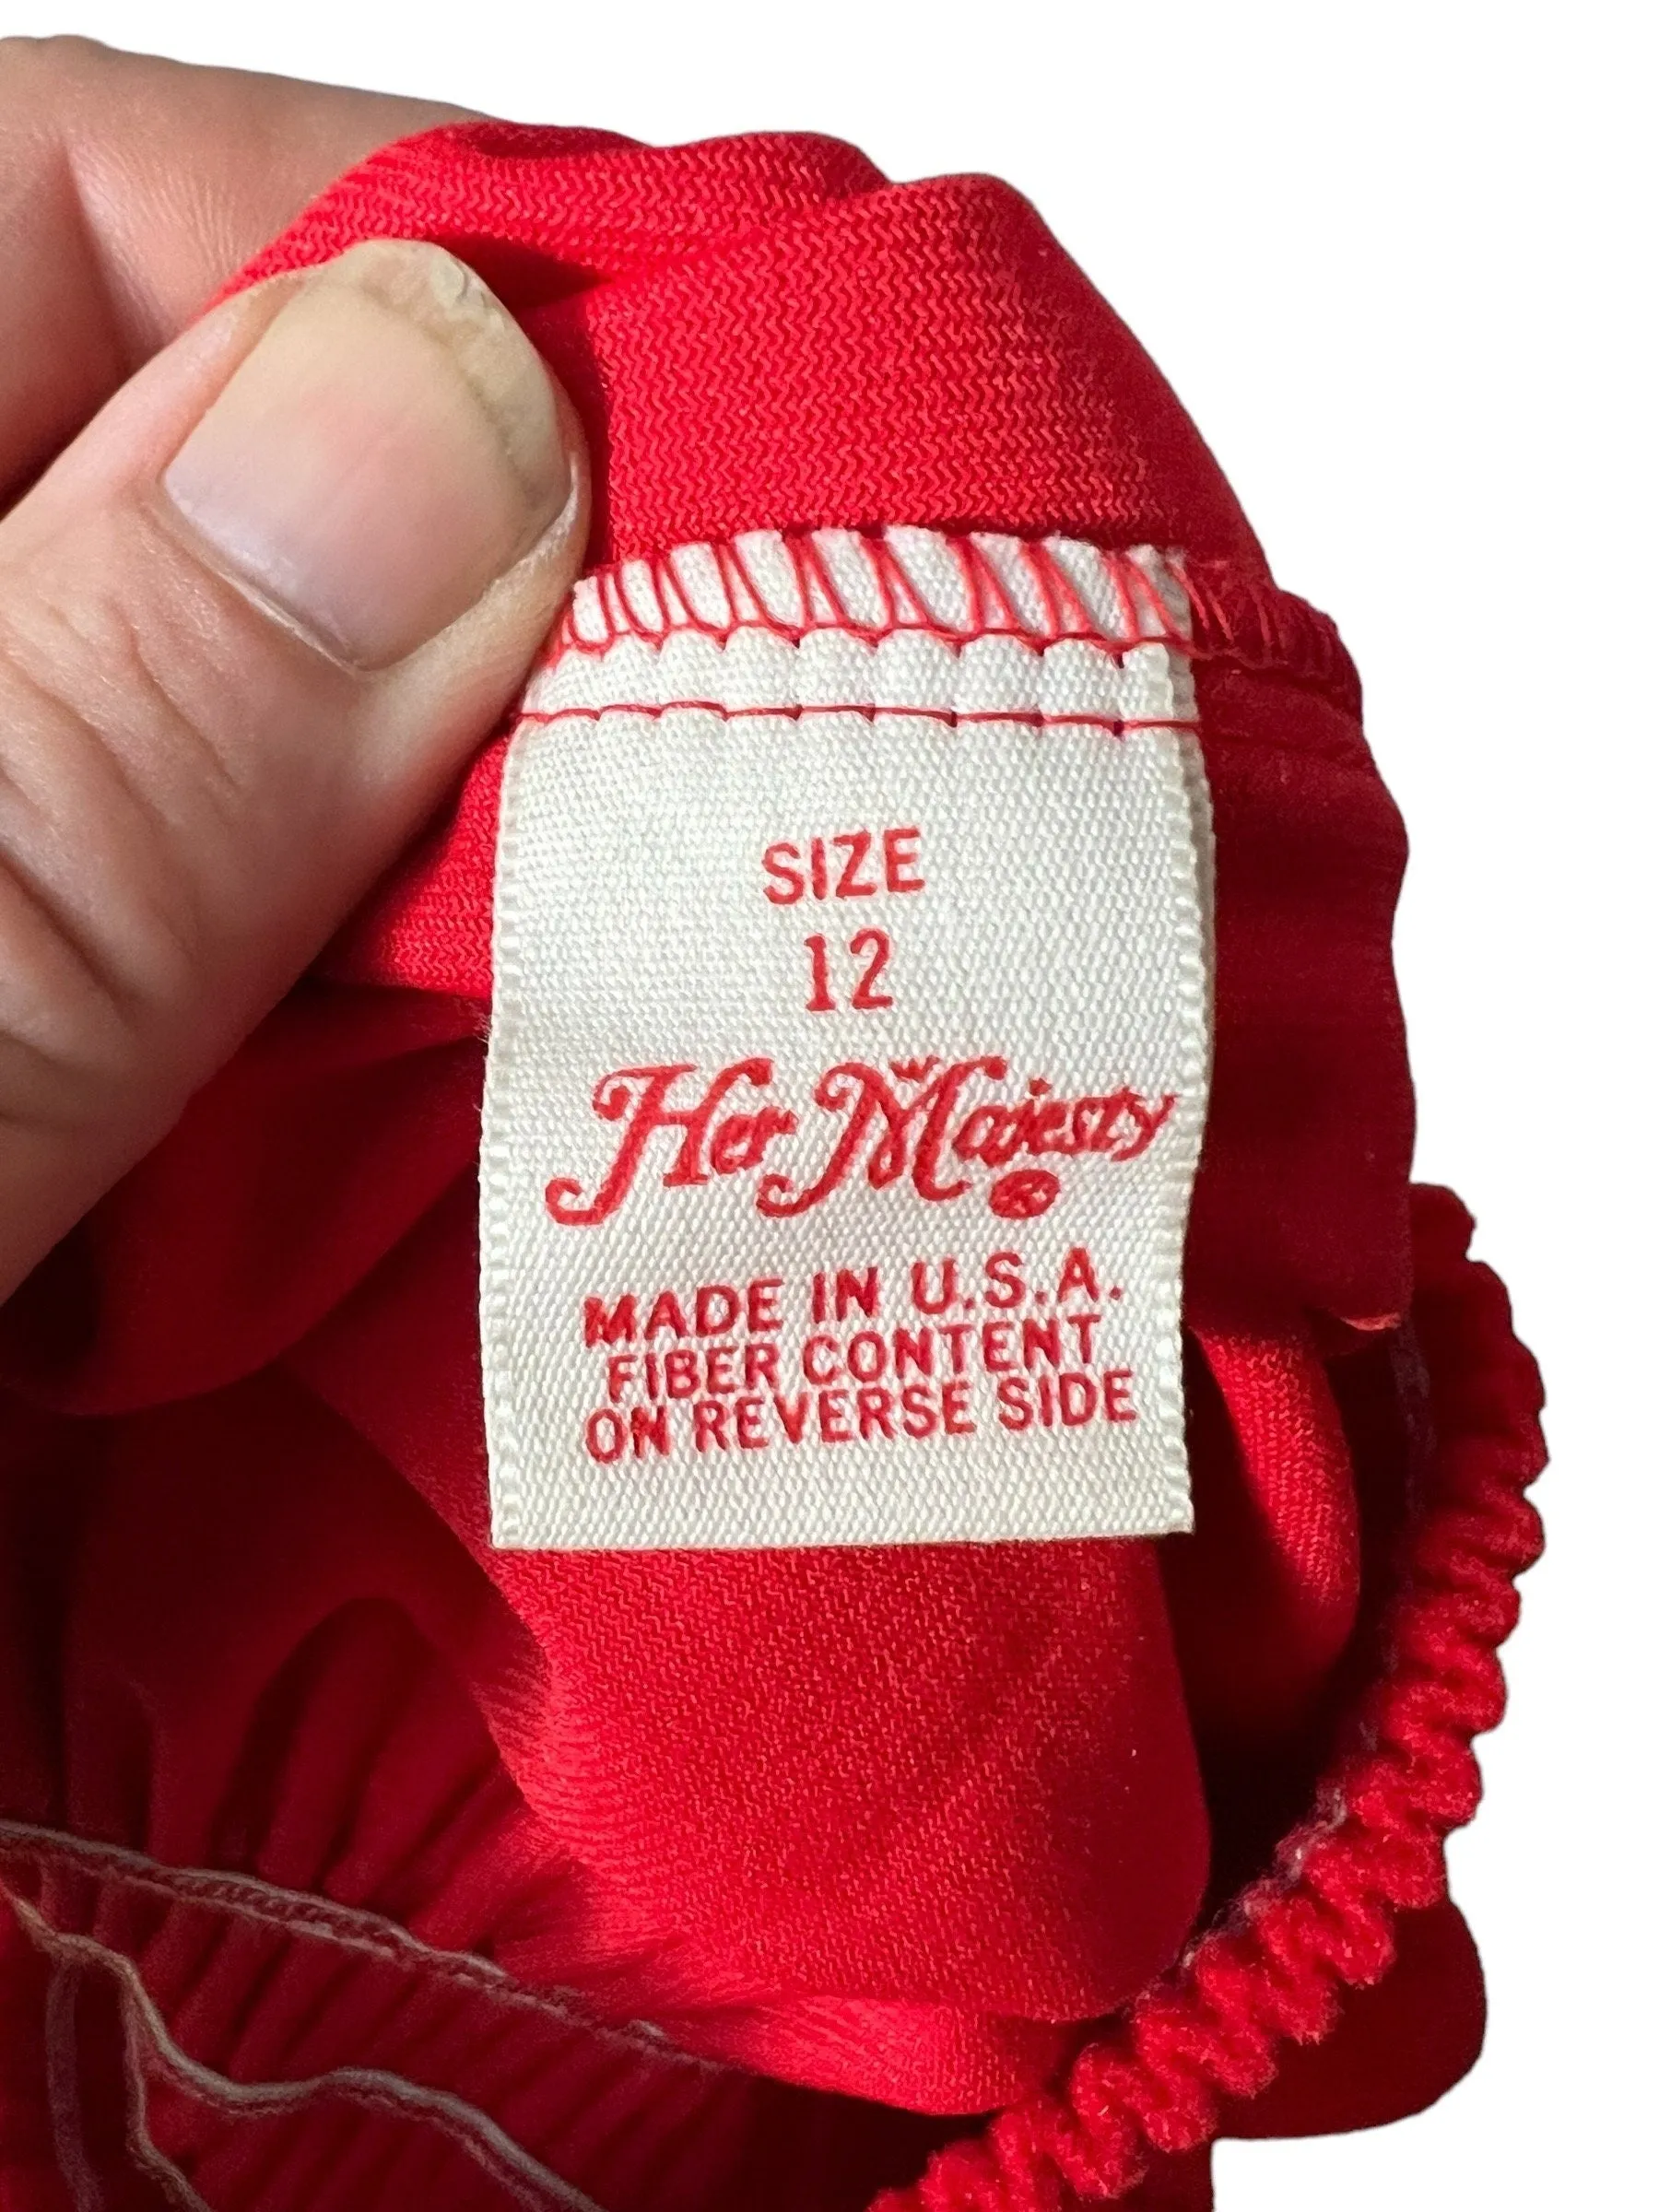 SIZE
12
Her Majesty
®
MADE IN U.S.A.
FIBER CONTENT
ON REVERSE SIDE